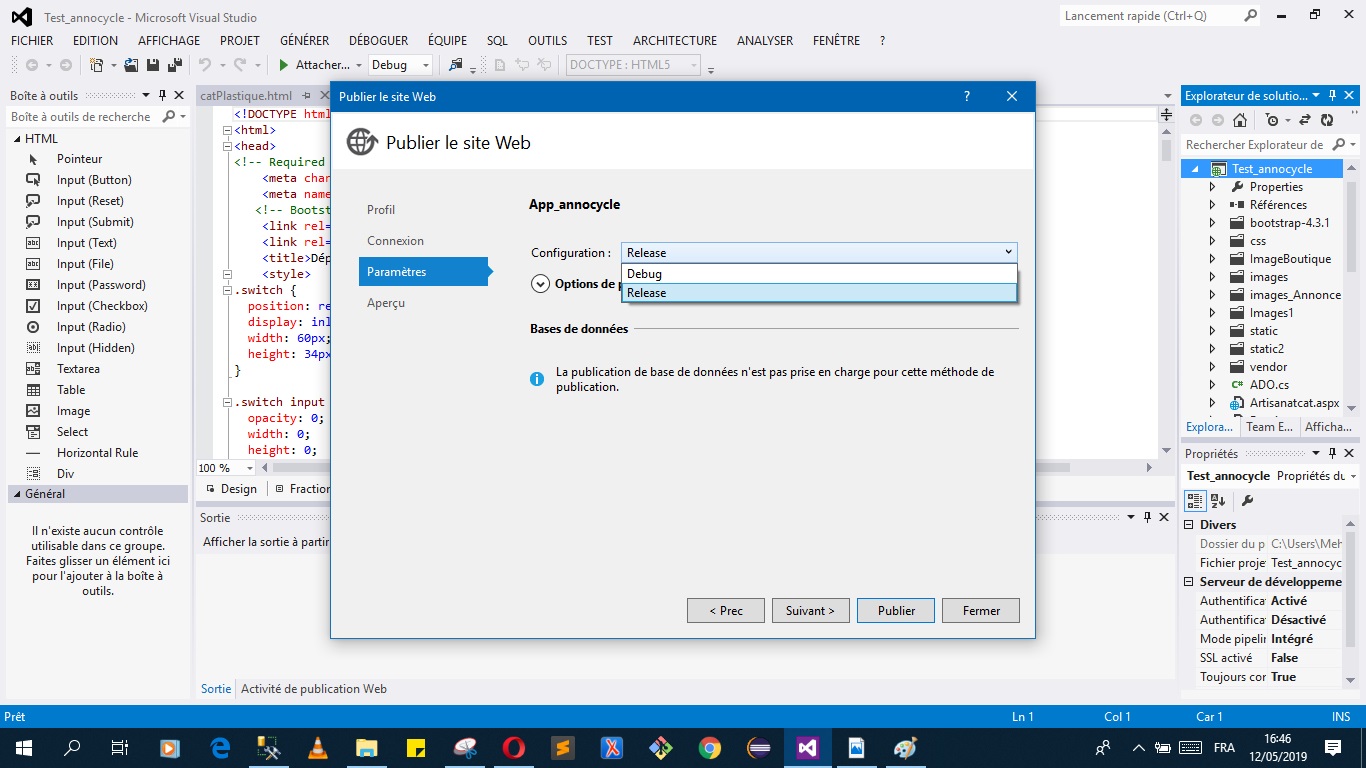 Test_annocycle - Microsoft Visual Studio
Lancement rapide (Ctrl+Q)
FICHIER EDITION AFFICHAGE PROJET GÉNÉRER DÉBOGUER ÉQUIPE SQL OUTILS TEST ARCHITECTURE ANALYSER FENÊTRE ?
Attacher... Debug DOCTYPE : HTML5
Boîte à outils
Boîte à outils de recherche
HTML
Pointeur
Input (Button)
Input (Reset)
Input (Submit)
Input (Text)
Input (File)
Input (Password)
Input (Checkbox)
Input (Radio)
Input (Hidden)
Textarea
Table
Image
Select
Horizontal Rule
Div
Général
Il n'existe aucun contrôle
utilisable dans ce groupe.
Faites glisser un élément ici
pour l'ajouter à la boîte à
outils.
catPlastique.html
<!DOCTYPE html
<html>
<head>
<!-- Required
<meta char
<meta name
<!-- Bootst
<link rel=
<link rel=
<title>Dép
<style>
.switch {
position: re
display: inl
width: 60px;
height: 34px
}
.switch input
opacity: 0;
width: 0;
height: 0;
100 %
Design Fraction
Sortie
Afficher la sortie à partir
Sortie Activité de publication Web
Publier le site Web ?
Publier le site Web
Profil
Connexion
Paramètres
Aperçu
App_annocycle
Configuration : Release
Debug
Release
Options de p
Bases de données
La publication de base de données n'est pas prise en charge pour cette méthode de
publication.
< Prec Suivant > Publier Fermer
Explorateur de solutio...
Rechercher Explorateur de
Test_annocycle
Properties
Références
bootstrap-4.3.1
css
ImageBoutique
images
images_Annonce
Images1
static
static2
vendor
C# ADO.cs
Artisanatcat.aspx
Explora... Team E... Afficha...
Propriétés
Test_annocycle Propriétés du
Divers
Dossier du p C:\Users\Meh
Fichier projet Test_annocyc
Serveur de développeme
Authentifica Activé
Authentifica Désactivé
Mode pipelin Intégré
SSL activé False
Toujours cor True
Prêt Ln 1 Col 1 Car 1 INS
FRA
16:46
12/05/2019